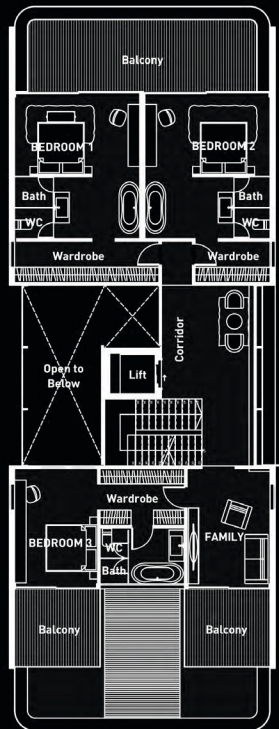 Balcony
BEDROOM 1
BEDROOM 2
Bath
Bath
WC
WC
Wardrobe
Wardrobe
Corridor
Open to
Below
Lift
Wardrobe
BEDROOM 3
WC
Bath
FAMILY
Balcony
Balcony